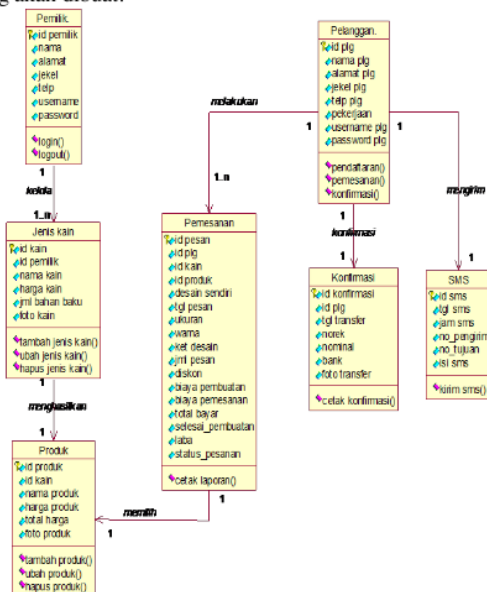 g akan dibuat.
Pemilik.
id pemilik
nama
alamat
jekel
telp
username
password
login()
logout()
1
kelola
1..n
Jenis kain
id kain
id pemilik
nama kain
harga kain
jml bahan baku
foto kain
tambah jenis kain()
ubah jenis kain()
hapus jenis kain()
1
menghasilkan
1
Produk
id produk
id kain
nama produk
harga produk
total harga
foto produk
tambah produk()
ubah produk()
hapus produk()
Pelanggan.
id plg
nama plg
alamat plg
jekel plg
telp plg
pekerjaan
username plg
password plg
pendaftaran()
pemesanan()
konfirmasi()
1
melakukan
1..n
Pemesanan
id pesan
id plg
id kain
id produk
desain sendiri
tgl pesan
ukuran
warna
ket desain
jml pesan
diskon
biaya pembuatan
biaya pemesanan
total bayar
selesai_pembuatan
laba
status_pesanan
cetak laporan()
1
memilih
1
1
konfirmasi
1
Konfirmasi
id konfirmasi
id plg
tgl transfer
norek
nominal
bank
foto transfer
cetak konfirmasi()
1
mengirim
1
SMS
id sms
tgl sms
jam sms
no_pengirim
no_tujuan
isi sms
kirim sms()